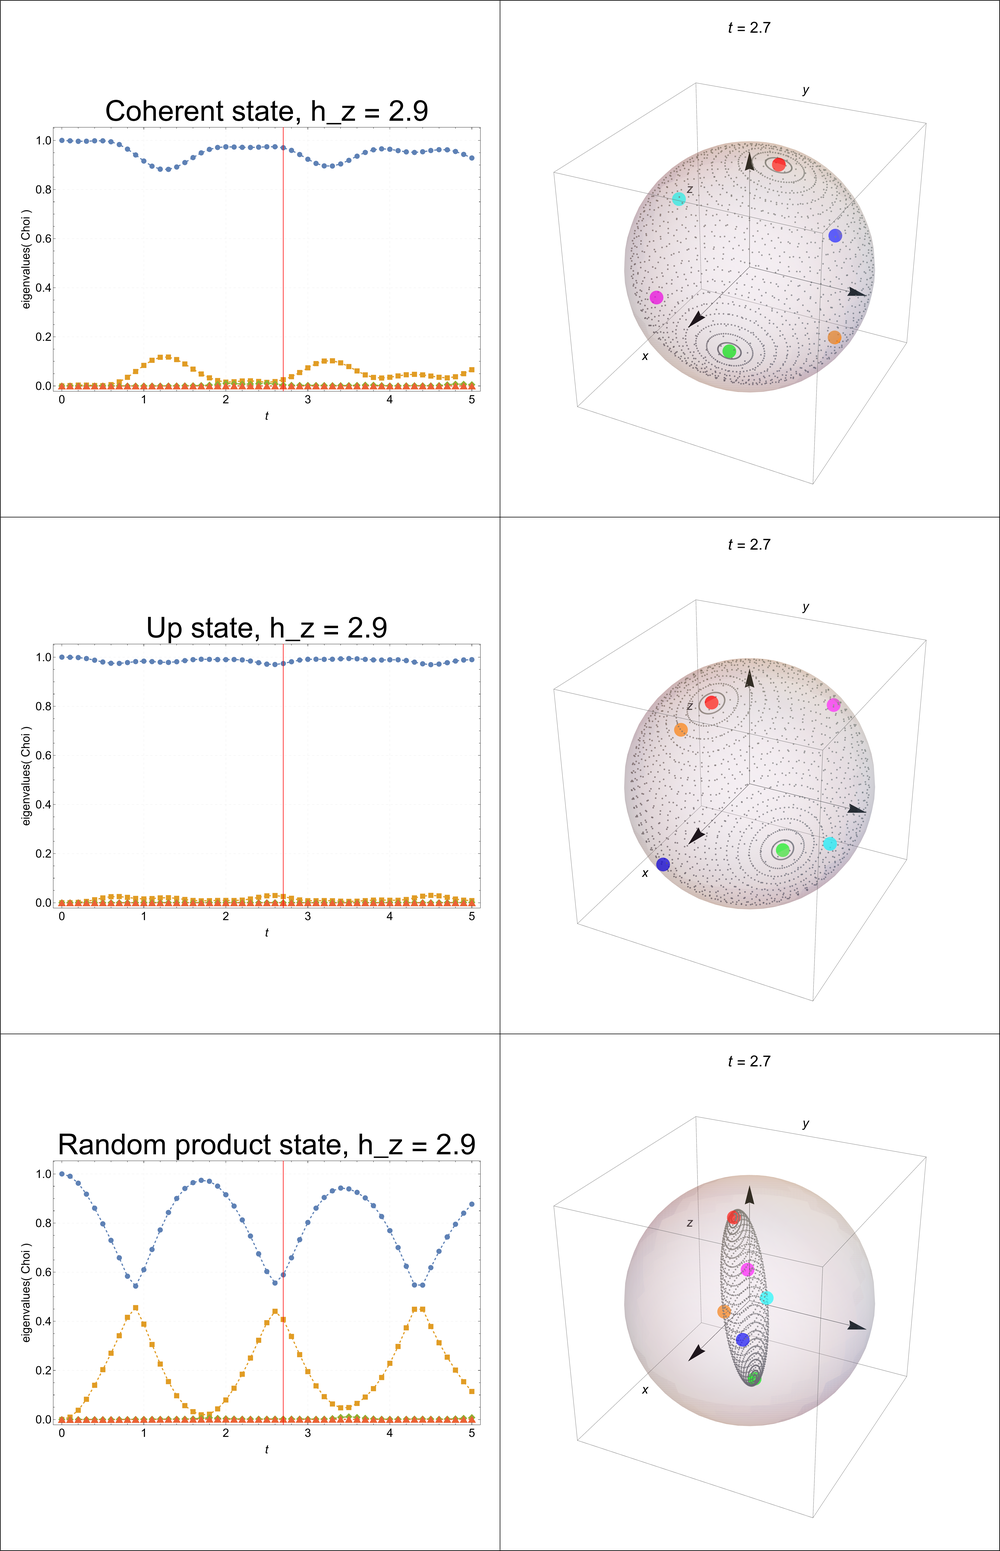 Coherent state, h_z = 2.9
eigenvalues( Choi )
1.0
0.8
0.6
0.4
0.2
0.0
0 1 2 3 4 5
t
t = 2.7
y
z
x
Up state, h_z = 2.9
eigenvalues( Choi )
1.0
0.8
0.6
0.4
0.2
0.0
0 1 2 3 4 5
t
t = 2.7
y
z
x
Random product state, h_z = 2.9
eigenvalues( Choi )
1.0
0.8
0.6
0.4
0.2
0.0
0 1 2 3 4 5
t
t = 2.7
y
z
x